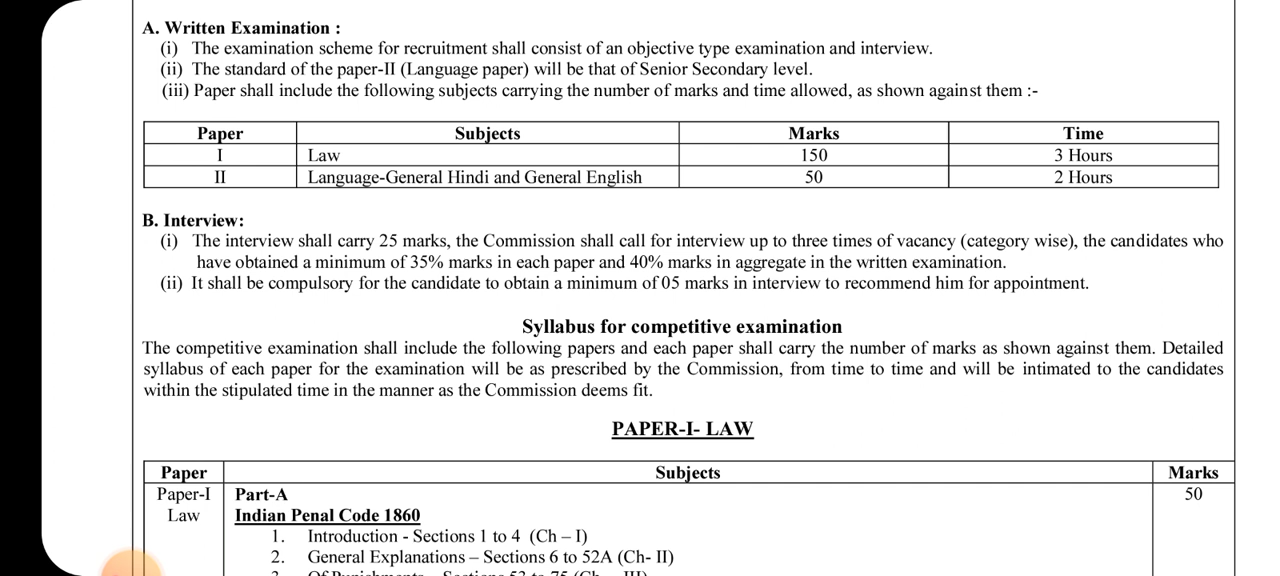 A. Written Examination :
(i) The examination scheme for recruitment shall consist of an objective type examination and interview.
(ii) The standard of the paper-II (Language paper) will be that of Senior Secondary level.
(iii) Paper shall include the following subjects carrying the number of marks and time allowed, as shown against them :-
Paper Subjects Marks Time
I Law 150 3 Hours
II Language-General Hindi and General English 50 2 Hours
B. Interview:
(i) The interview shall carry 25 marks, the Commission shall call for interview up to three times of vacancy (category wise), the candidates who
have obtained a minimum of 35% marks in each paper and 40% marks in aggregate in the written examination.
(ii) It shall be compulsory for the candidate to obtain a minimum of 05 marks in interview to recommend him for appointment.
Syllabus for competitive examination
The competitive examination shall include the following papers and each paper shall carry the number of marks as shown against them. Detailed
syllabus of each paper for the examination will be as prescribed by the Commission, from time to time and will be intimated to the candidates
within the stipulated time in the manner as the Commission deems fit.
PAPER-I- LAW
Paper Subjects Marks
Paper-I Part-A 50
Law Indian Penal Code 1860
1. Introduction - Sections 1 to 4 (Ch – I)
2. General Explanations – Sections 6 to 52A (Ch- II)